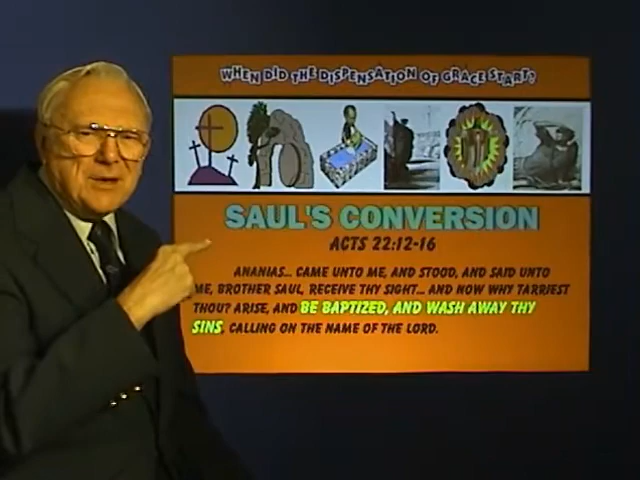 WHEN DID THE DISPENSATION OF GRACE START?
SAUL'S CONVERSION
ACTS 22:12-16
ANANIAS... CAME UNTO ME, AND STOOD, AND SAID UNTO
ME, BROTHER SAUL, RECEIVE THY SIGHT... AND NOW WHY TARRIEST
THOU? ARISE, AND BE BAPTIZED, AND WASH AWAY THY
SINS, CALLING ON THE NAME OF THE LORD.